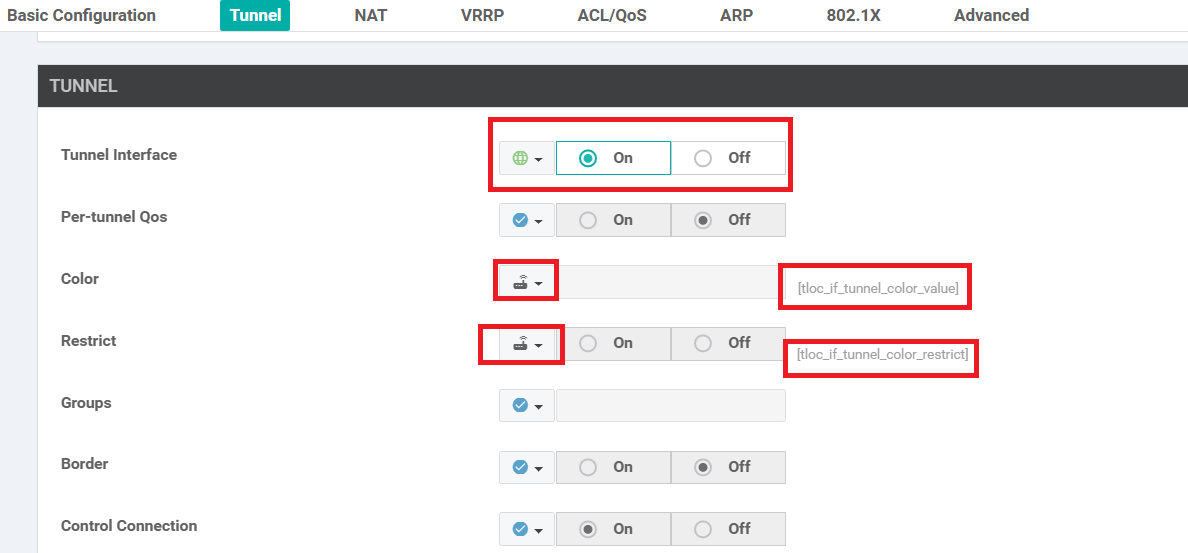 Basic Configuration Tunnel NAT VRRP ACL/QoS ARP 802.1X Advanced
TUNNEL
Tunnel Interface On Off
Per-tunnel Qos On Off
Color [tloc_if_tunnel_color_value]
Restrict On Off [tloc_if_tunnel_color_restrict]
Groups
Border On Off
Control Connection On Off